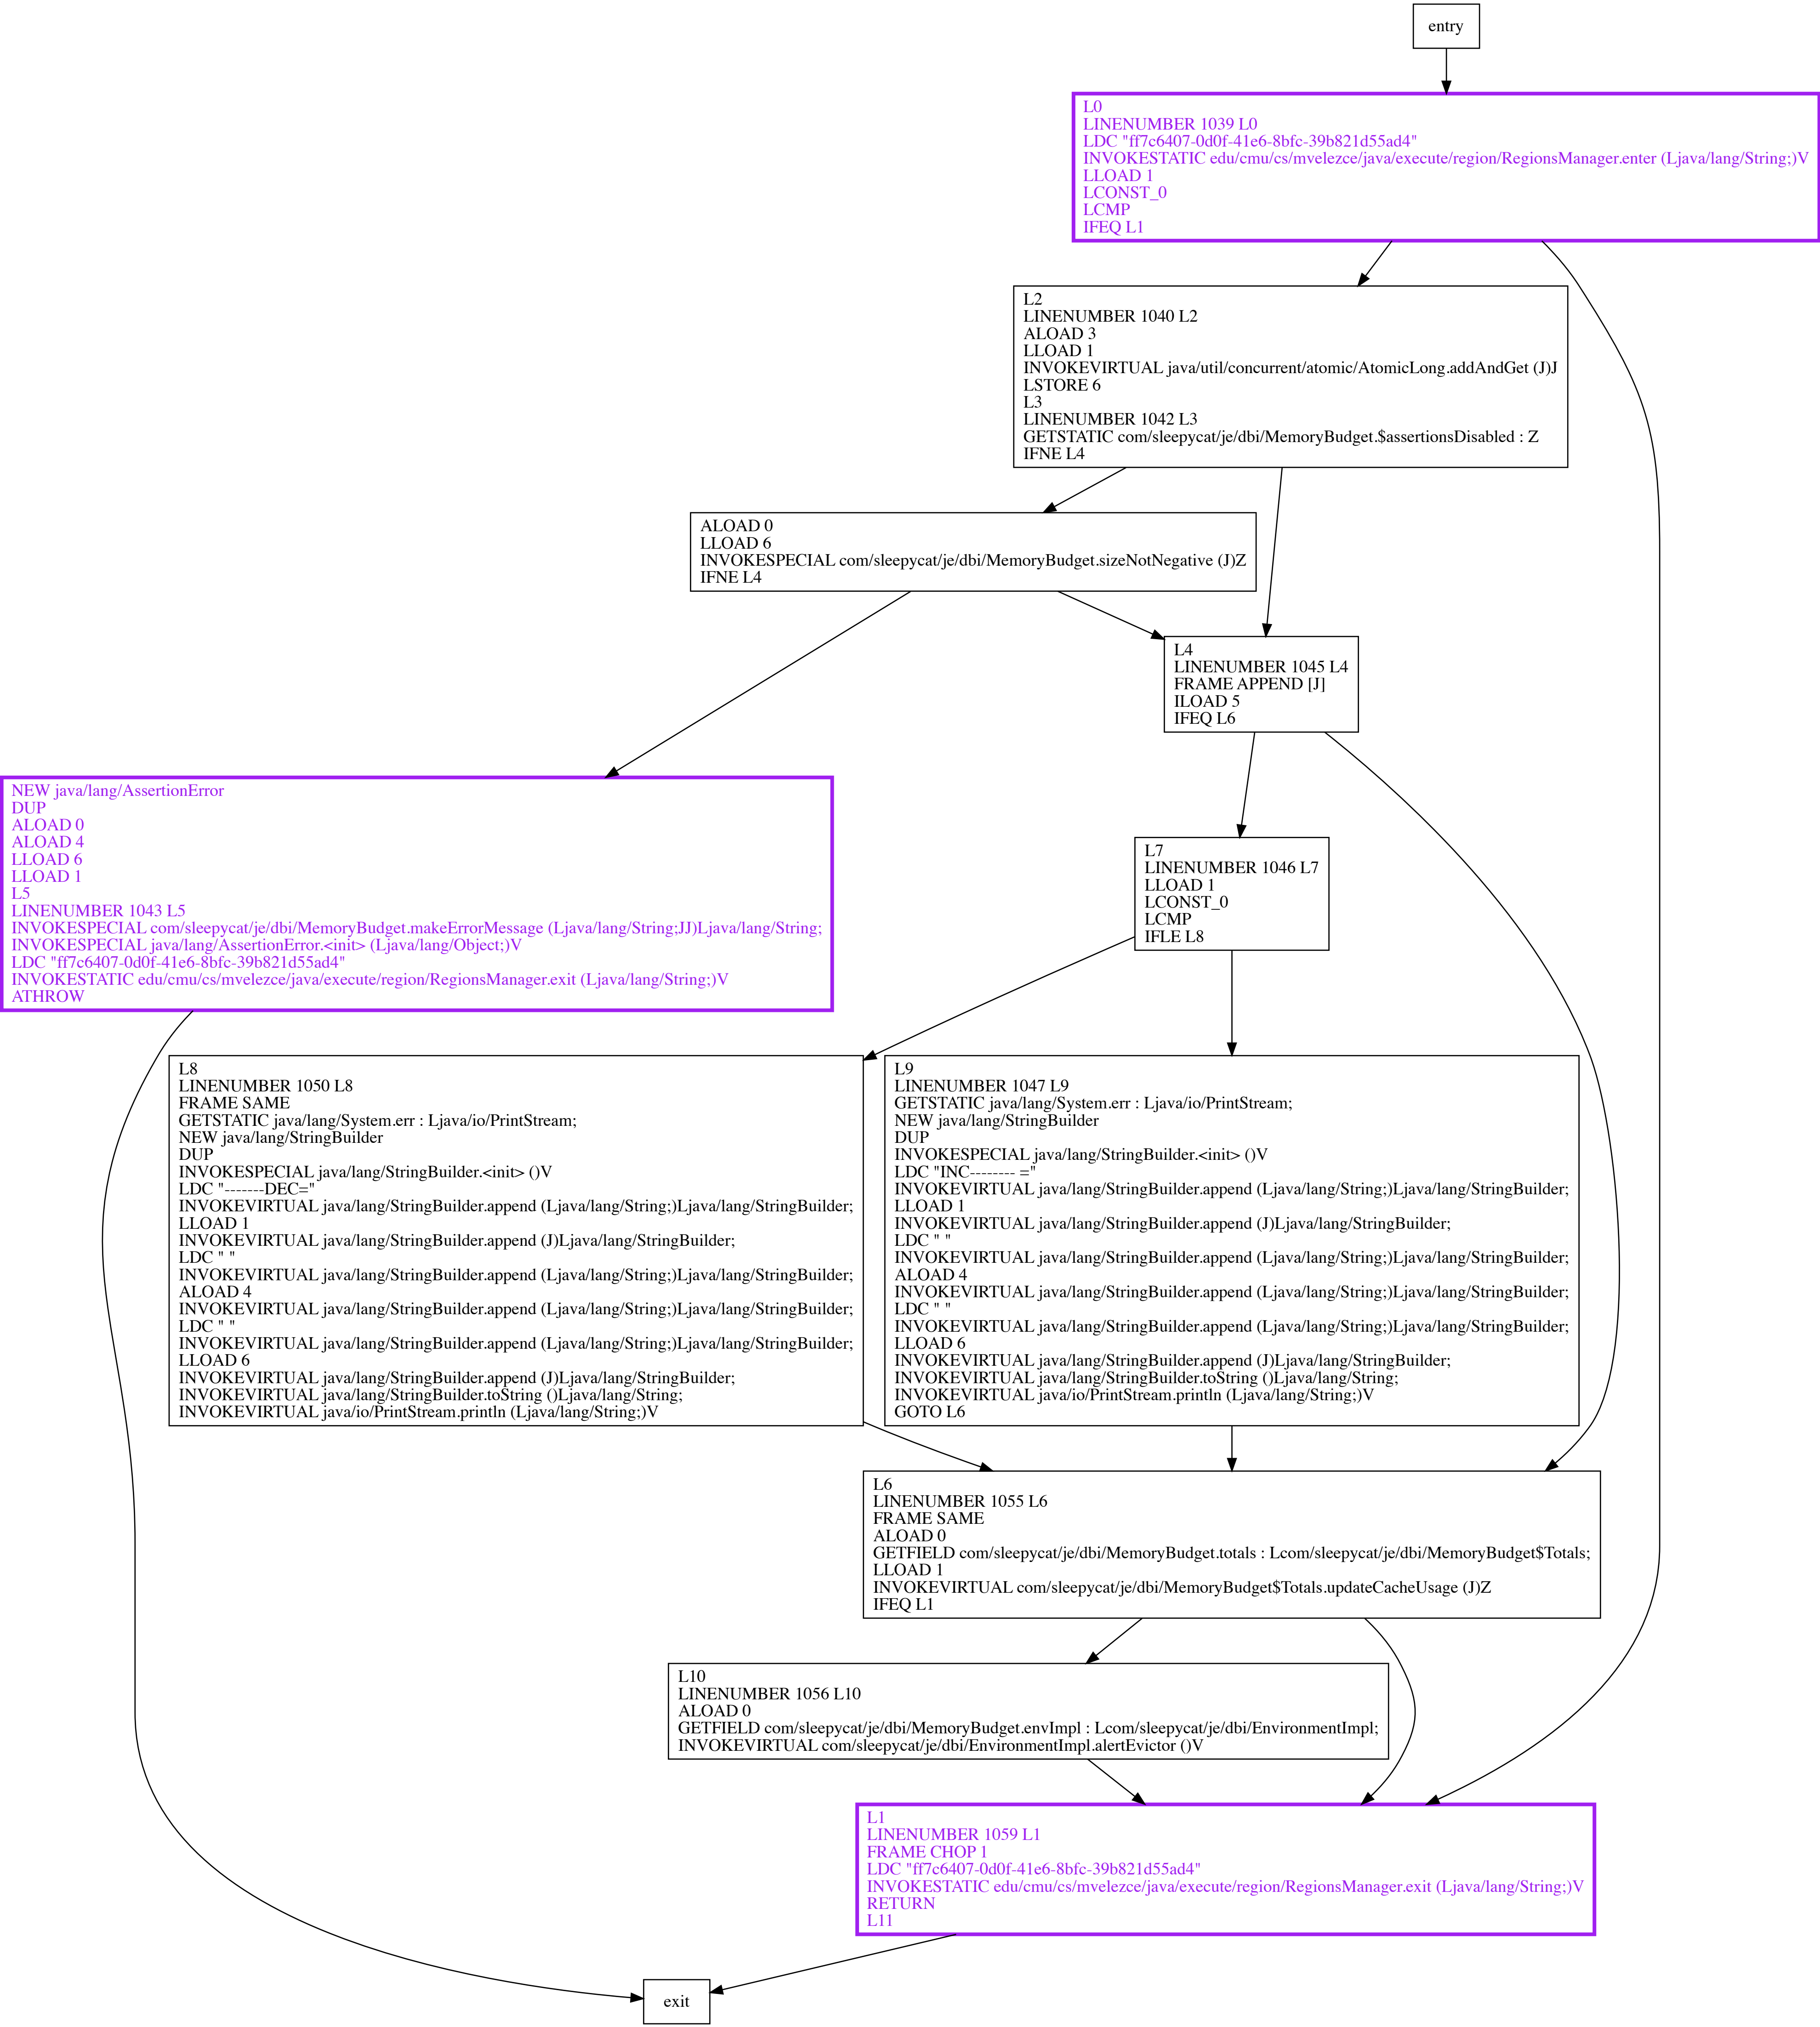 entry
L0
LINENUMBER 1039 L0
LDC "ff7c6407-0d0f-41e6-8bfc-39b821d55ad4"
INVOKESTATIC edu/cmu/cs/mvelezce/java/execute/region/RegionsManager.enter (Ljava/lang/String;)V
LLOAD 1
LCONST_0
LCMP
IFEQ L1
L2
LINENUMBER 1040 L2
ALOAD 3
LLOAD 1
INVOKEVIRTUAL java/util/concurrent/atomic/AtomicLong.addAndGet (J)J
LSTORE 6
L3
LINENUMBER 1042 L3
GETSTATIC com/sleepycat/je/dbi/MemoryBudget.$assertionsDisabled : Z
IFNE L4
ALOAD 0
LLOAD 6
INVOKESPECIAL com/sleepycat/je/dbi/MemoryBudget.sizeNotNegative (J)Z
IFNE L4
L4
LINENUMBER 1045 L4
FRAME APPEND [J]
ILOAD 5
IFEQ L6
NEW java/lang/AssertionError
DUP
ALOAD 0
ALOAD 4
LLOAD 6
LLOAD 1
L5
LINENUMBER 1043 L5
INVOKESPECIAL com/sleepycat/je/dbi/MemoryBudget.makeErrorMessage (Ljava/lang/String;JJ)Ljava/lang/String;
INVOKESPECIAL java/lang/AssertionError.<init> (Ljava/lang/Object;)V
LDC "ff7c6407-0d0f-41e6-8bfc-39b821d55ad4"
INVOKESTATIC edu/cmu/cs/mvelezce/java/execute/region/RegionsManager.exit (Ljava/lang/String;)V
ATHROW
L7
LINENUMBER 1046 L7
LLOAD 1
LCONST_0
LCMP
IFLE L8
L8
LINENUMBER 1050 L8
FRAME SAME
GETSTATIC java/lang/System.err : Ljava/io/PrintStream;
NEW java/lang/StringBuilder
DUP
INVOKESPECIAL java/lang/StringBuilder.<init> ()V
LDC "-------DEC="
INVOKEVIRTUAL java/lang/StringBuilder.append (Ljava/lang/String;)Ljava/lang/StringBuilder;
LLOAD 1
INVOKEVIRTUAL java/lang/StringBuilder.append (J)Ljava/lang/StringBuilder;
LDC " "
INVOKEVIRTUAL java/lang/StringBuilder.append (Ljava/lang/String;)Ljava/lang/StringBuilder;
ALOAD 4
INVOKEVIRTUAL java/lang/StringBuilder.append (Ljava/lang/String;)Ljava/lang/StringBuilder;
LDC " "
INVOKEVIRTUAL java/lang/StringBuilder.append (Ljava/lang/String;)Ljava/lang/StringBuilder;
LLOAD 6
INVOKEVIRTUAL java/lang/StringBuilder.append (J)Ljava/lang/StringBuilder;
INVOKEVIRTUAL java/lang/StringBuilder.toString ()Ljava/lang/String;
INVOKEVIRTUAL java/io/PrintStream.println (Ljava/lang/String;)V
L9
LINENUMBER 1047 L9
GETSTATIC java/lang/System.err : Ljava/io/PrintStream;
NEW java/lang/StringBuilder
DUP
INVOKESPECIAL java/lang/StringBuilder.<init> ()V
LDC "INC-------- ="
INVOKEVIRTUAL java/lang/StringBuilder.append (Ljava/lang/String;)Ljava/lang/StringBuilder;
LLOAD 1
INVOKEVIRTUAL java/lang/StringBuilder.append (J)Ljava/lang/StringBuilder;
LDC " "
INVOKEVIRTUAL java/lang/StringBuilder.append (Ljava/lang/String;)Ljava/lang/StringBuilder;
ALOAD 4
INVOKEVIRTUAL java/lang/StringBuilder.append (Ljava/lang/String;)Ljava/lang/StringBuilder;
LDC " "
INVOKEVIRTUAL java/lang/StringBuilder.append (Ljava/lang/String;)Ljava/lang/StringBuilder;
LLOAD 6
INVOKEVIRTUAL java/lang/StringBuilder.append (J)Ljava/lang/StringBuilder;
INVOKEVIRTUAL java/lang/StringBuilder.toString ()Ljava/lang/String;
INVOKEVIRTUAL java/io/PrintStream.println (Ljava/lang/String;)V
GOTO L6
L6
LINENUMBER 1055 L6
FRAME SAME
ALOAD 0
GETFIELD com/sleepycat/je/dbi/MemoryBudget.totals : Lcom/sleepycat/je/dbi/MemoryBudget$Totals;
LLOAD 1
INVOKEVIRTUAL com/sleepycat/je/dbi/MemoryBudget$Totals.updateCacheUsage (J)Z
IFEQ L1
L10
LINENUMBER 1056 L10
ALOAD 0
GETFIELD com/sleepycat/je/dbi/MemoryBudget.envImpl : Lcom/sleepycat/je/dbi/EnvironmentImpl;
INVOKEVIRTUAL com/sleepycat/je/dbi/EnvironmentImpl.alertEvictor ()V
L1
LINENUMBER 1059 L1
FRAME CHOP 1
LDC "ff7c6407-0d0f-41e6-8bfc-39b821d55ad4"
INVOKESTATIC edu/cmu/cs/mvelezce/java/execute/region/RegionsManager.exit (Ljava/lang/String;)V
RETURN
L11
exit